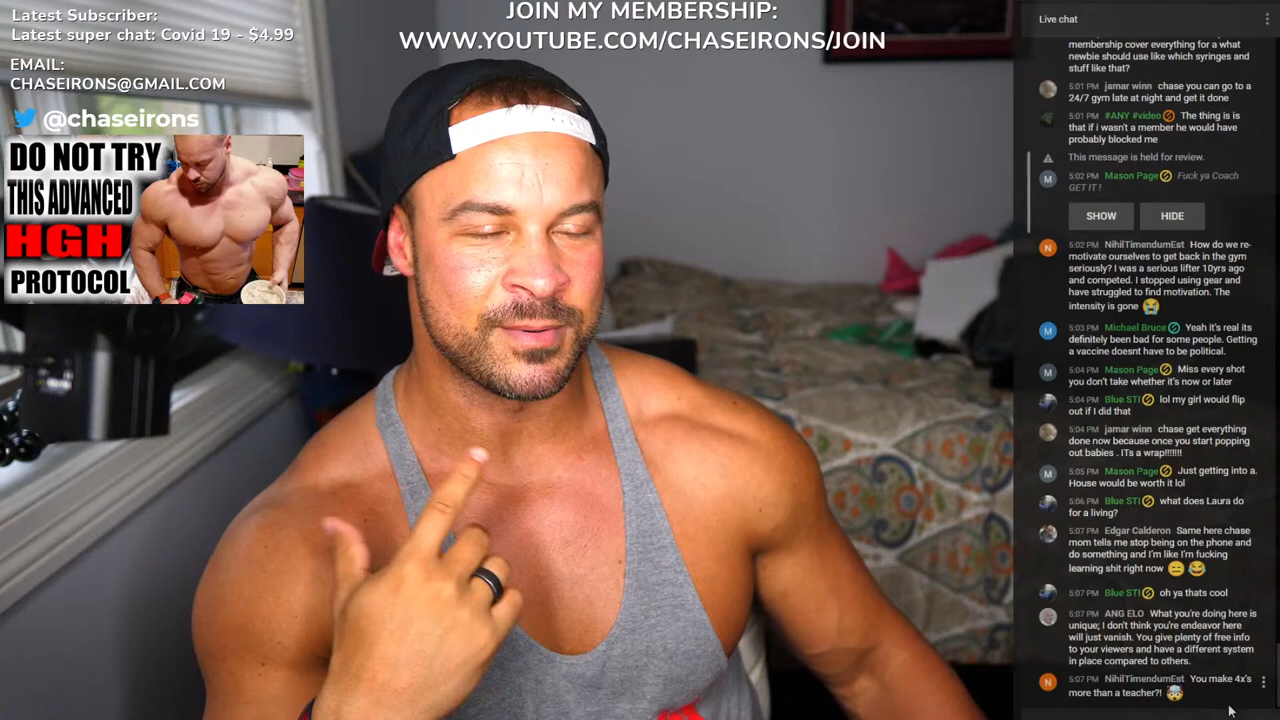 Latest Subscriber:
Latest super chat: Covid 19 - $4.99
EMAIL:
CHASEIRONS@GMAIL.COM
@chaseirons
DO NOT TRY
THIS ADVANCED
HGH
PROTOCOL
JOIN MY MEMBERSHIP:
WWW.YOUTUBE.COM/CHASEIRONS/JOIN
Live chat
membership cover everything for a what
newbie should use like which syringes and
stuff like that?
5:01 PM jamar winn chase you can go to a
24/7 gym late at night and get it done
5:01 PM #ANY #video The thing is is
that if i wasn't a member he would have
probably blocked me
This message is held for review.
M
5:02 PM Mason Page Fuck ya Coach
GET IT !
SHOW
HIDE
N
5:02 PM NihilTimendumEst How do we re-
motivate ourselves to get back in the gym
seriously? I was a serious lifter 10yrs ago
and competed. I stopped using gear and
have struggled to find motivation. The
intensity is gone 😭
M
5:03 PM Michael Bruce Yeah it's real its
definitely been bad for some people. Getting
a vaccine doesnt have to be political.
M
5:04 PM Mason Page Miss every shot
you don't take whether it's now or later
5:04 PM Blue STI lol my girl would flip
out if I did that
5:04 PM jamar winn chase get everything
done now because once you start popping
out babies . ITs a wrap!!!!!!!
M
5:05 PM Mason Page Just getting into a.
House would be worth it lol
5:06 PM Blue STI what does Laura do
for a living?
5:07 PM Edgar Calderon Same here chase
mom tells me stop being on the phone and
do something and I'm like I'm fucking
learning shit right now 😑 😂
5:07 PM Blue STI oh ya thats cool
5:07 PM ANG ELO What you're doing here is
unique; I don't think you're endeavor here
will just vanish. You give plenty of free info
to your viewers and have a different system
in place compared to others.
N
5:07 PM NihilTimendumEst You make 4x's
more than a teacher?! 🤯